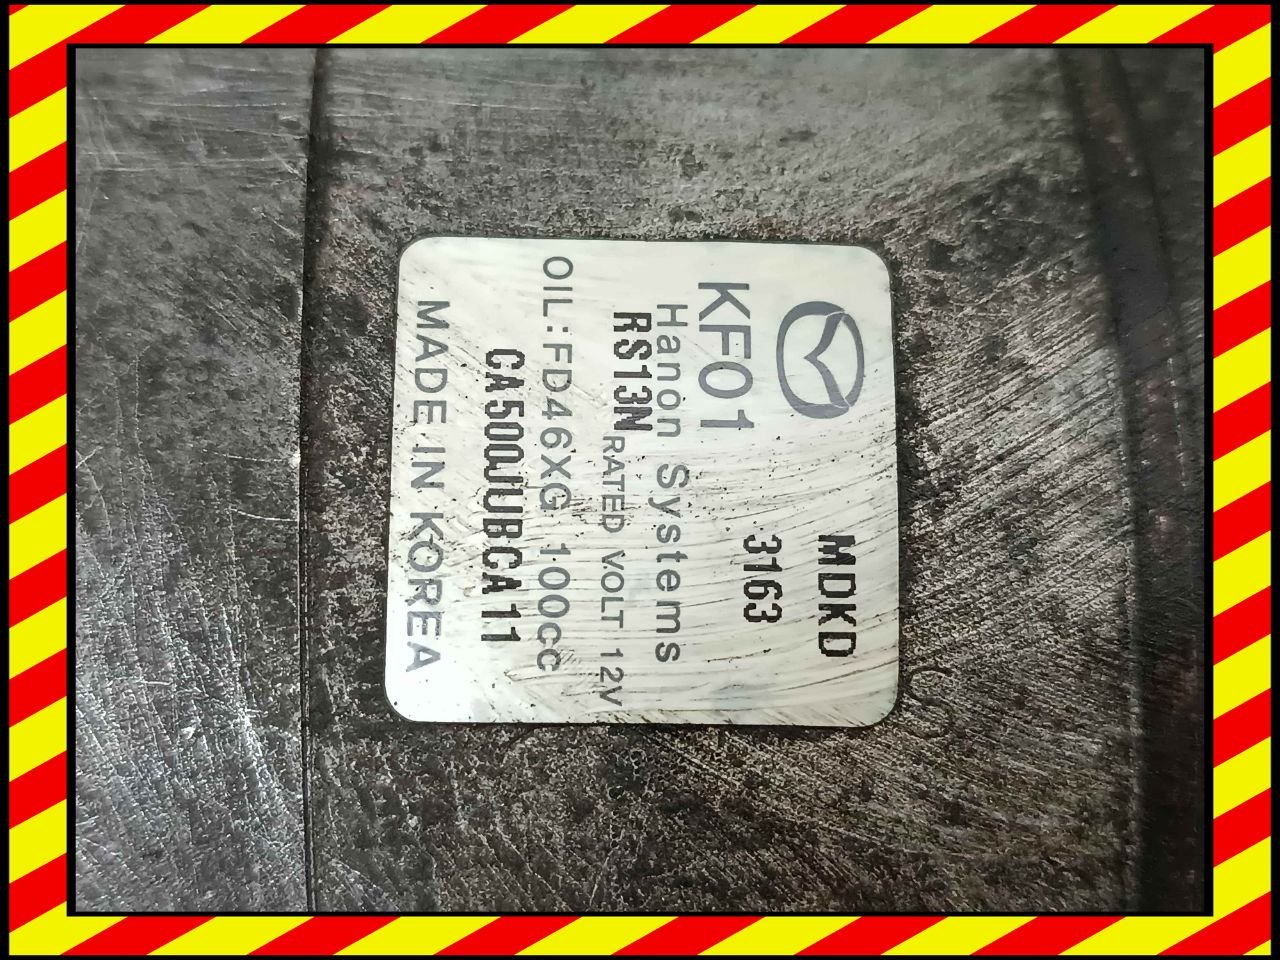 MDKD
KF01 3163
Hanon Systems
RS13N RATED VOLT 12V
OIL:FD46XG 100cc
CA500JUBCA11
MADE IN KOREA